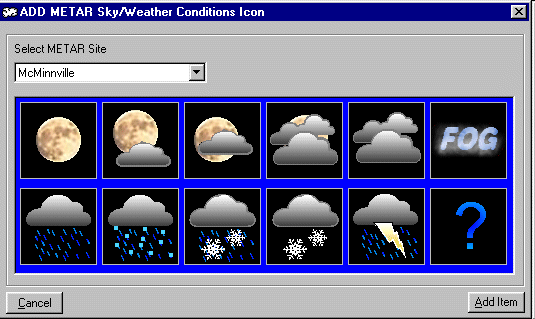 ADD METAR Sky/Weather Conditions Icon
Select METAR Site
McMinnville
FOG
?
Cancel
Add Item